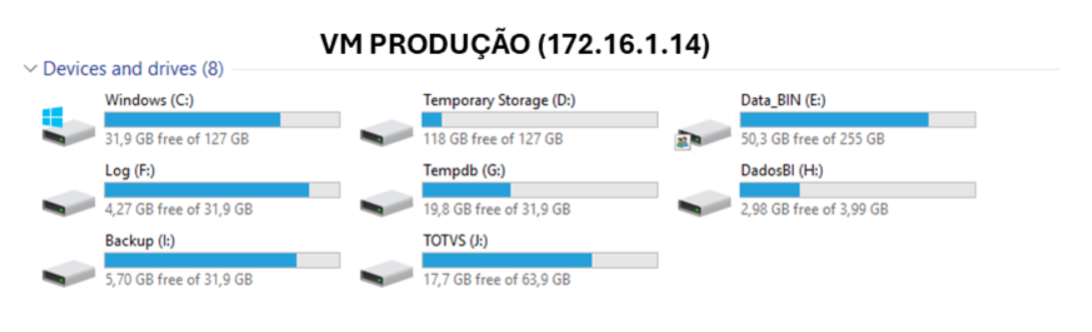 VM PRODUÇÃO (172.16.1.14)
Devices and drives (8)
Windows (C:)
31,9 GB free of 127 GB
Temporary Storage (D:)
118 GB free of 127 GB
Data_BIN (E:)
50,3 GB free of 255 GB
Log (F:)
4,27 GB free of 31,9 GB
Tempdb (G:)
19,8 GB free of 31,9 GB
DadosBI (H:)
2,98 GB free of 3,99 GB
Backup (I:)
5,70 GB free of 31,9 GB
TOTVS (J:)
17,7 GB free of 63,9 GB